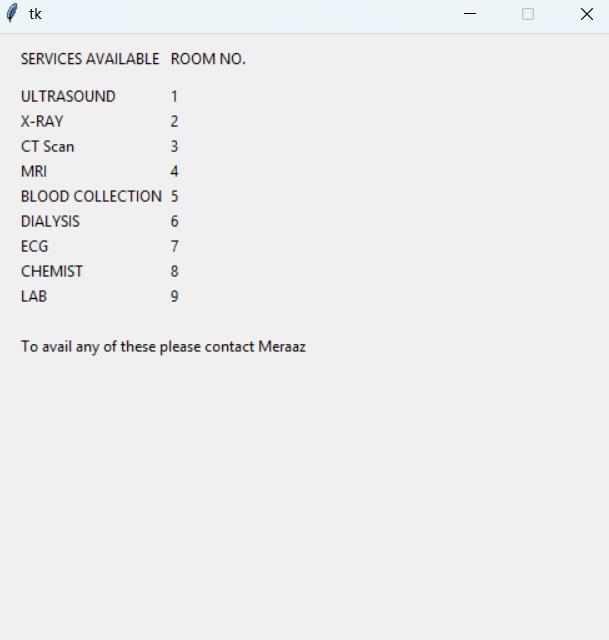 tk
SERVICES AVAILABLE ROOM NO.
ULTRASOUND 1
X-RAY 2
CT Scan 3
MRI 4
BLOOD COLLECTION 5
DIALYSIS 6
ECG 7
CHEMIST 8
LAB 9
To avail any of these please contact Meraaz